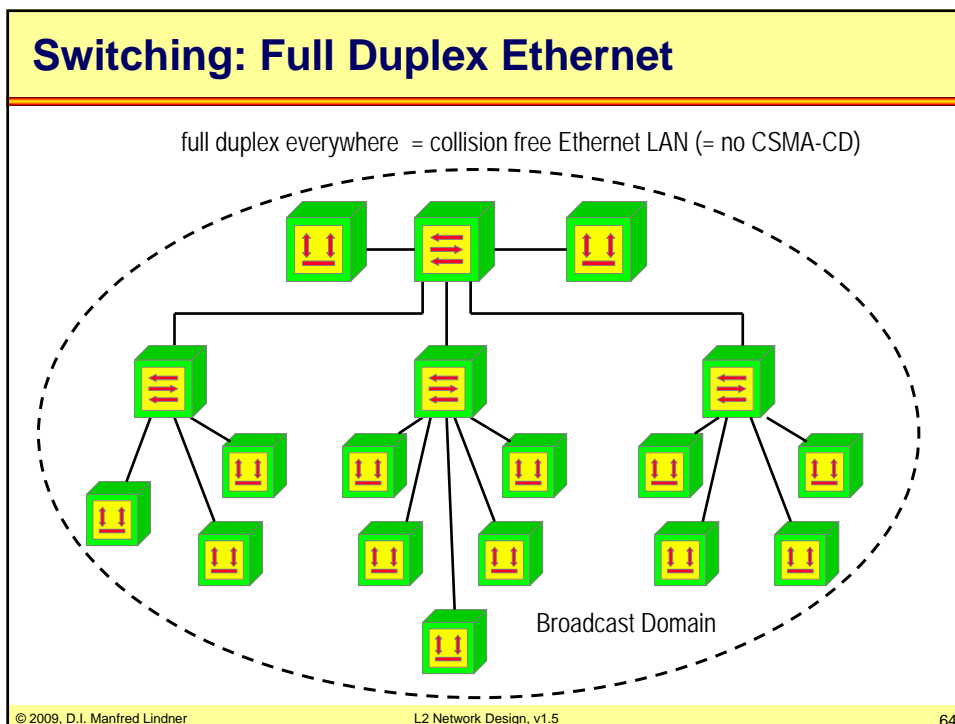 Switching: Full Duplex Ethernet
full duplex everywhere = collision free Ethernet LAN (= no CSMA-CD)
Broadcast Domain
© 2009, D.I. Manfred Lindner
L2 Network Design, v1.5
64